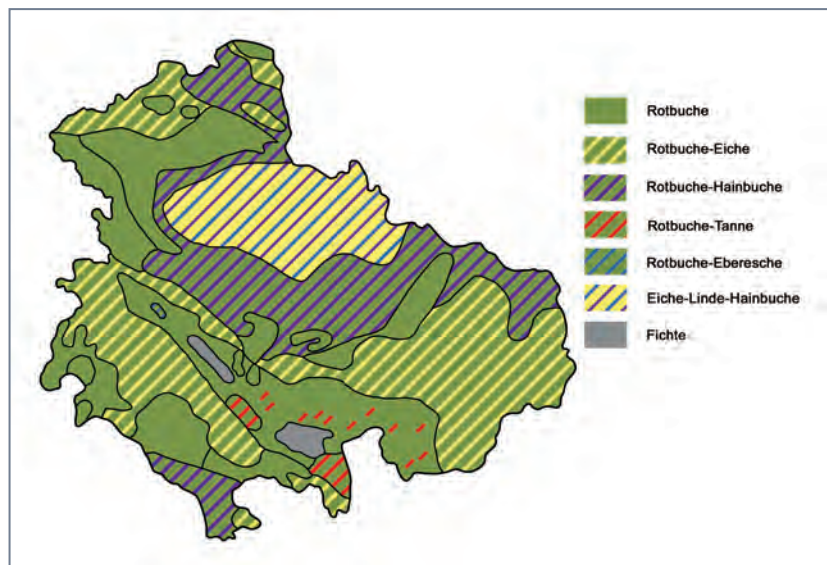 Rotbuche
Rotbuche-Eiche
Rotbuche-Hainbuche
Rotbuche-Tanne
Rotbuche-Eberesche
Eiche-Linde-Hainbuche
Fichte